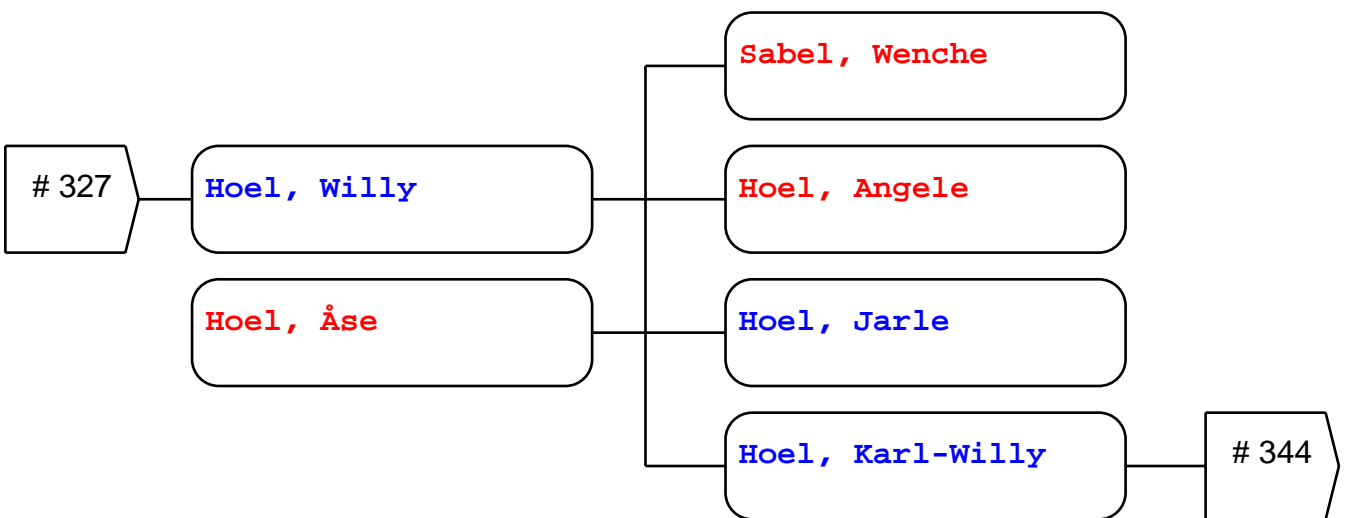 Sabel, Wenche
# 327
Hoel, Willy
Hoel, Angele
Hoel, Åse
Hoel, Jarle
Hoel, Karl-Willy
# 344